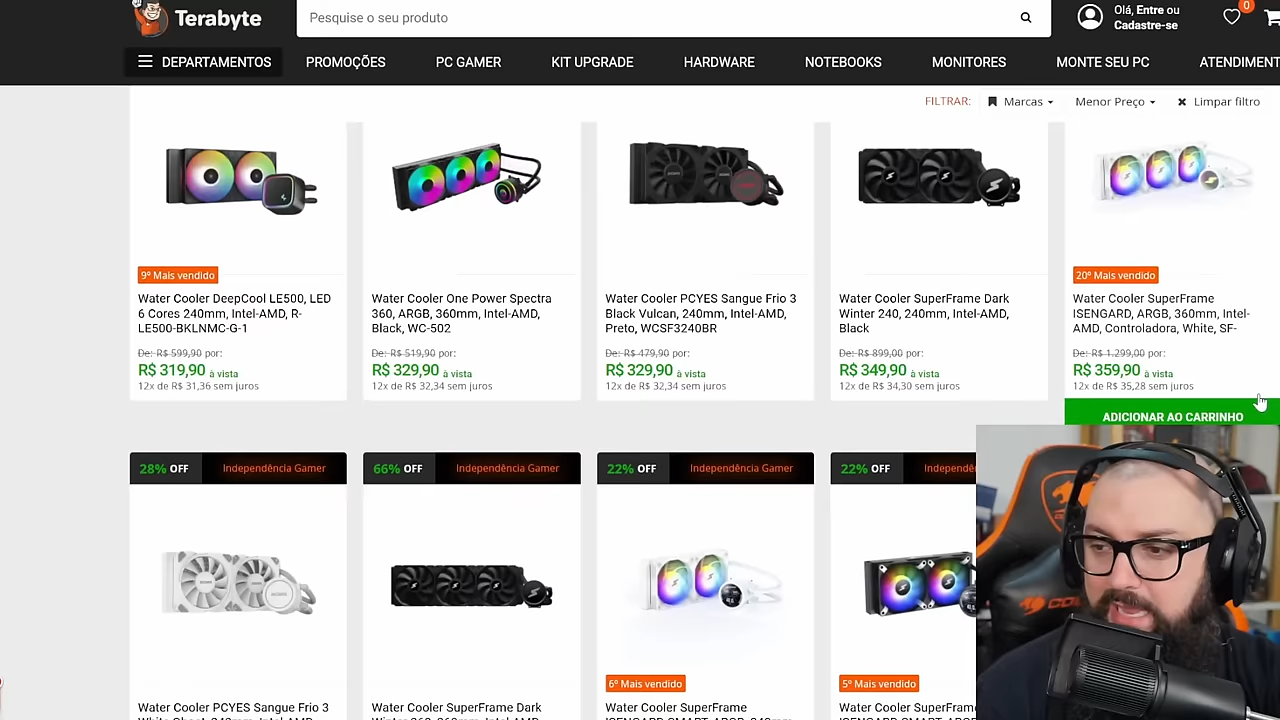 Terabyte
Pesquise o seu produto
Olá, Entre ou
Cadastre-se
0
DEPARTAMENTOS
PROMOÇÕES
PC GAMER
KIT UPGRADE
HARDWARE
NOTEBOOKS
MONITORES
MONTE SEU PC
ATENDIMENT
FILTRAR:
Marcas
Menor Preço
Limpar filtro
9º Mais vendido
Water Cooler DeepCool LE500, LED
6 Cores 240mm, Intel-AMD, R-
LE500-BKLNMC-G-1
De: R$ 599,90 por:
R$ 319,90 à vista
12x de R$ 31,36 sem juros
Water Cooler One Power Spectra
360, ARGB, 360mm, Intel-AMD,
Black, WC-502
De: R$ 519,90 por:
R$ 329,90 à vista
12x de R$ 32,34 sem juros
Water Cooler PCYES Sangue Frio 3
Black Vulcan, 240mm, Intel-AMD,
Preto, WCSF3240BR
De: R$ 479,90 por:
R$ 329,90 à vista
12x de R$ 32,34 sem juros
Water Cooler SuperFrame Dark
Winter 240, 240mm, Intel-AMD,
Black
De: R$ 899,00 por:
R$ 349,90 à vista
12x de R$ 34,30 sem juros
20º Mais vendido
Water Cooler SuperFrame
ISENGARD, ARGB, 360mm, Intel-
AMD, Controladora, White, SF-
De: R$ 1.299,00 por:
R$ 359,90 à vista
12x de R$ 35,28 sem juros
ADICIONAR AO CARRINHO
28% OFF
Independência Gamer
66% OFF
Independência Gamer
22% OFF
Independência Gamer
22% OFF
Independê
Water Cooler PCYES Sangue Frio 3
Water Cooler SuperFrame Dark
6º Mais vendido
Water Cooler SuperFrame
5º Mais vendido
Water Cooler SuperFrame